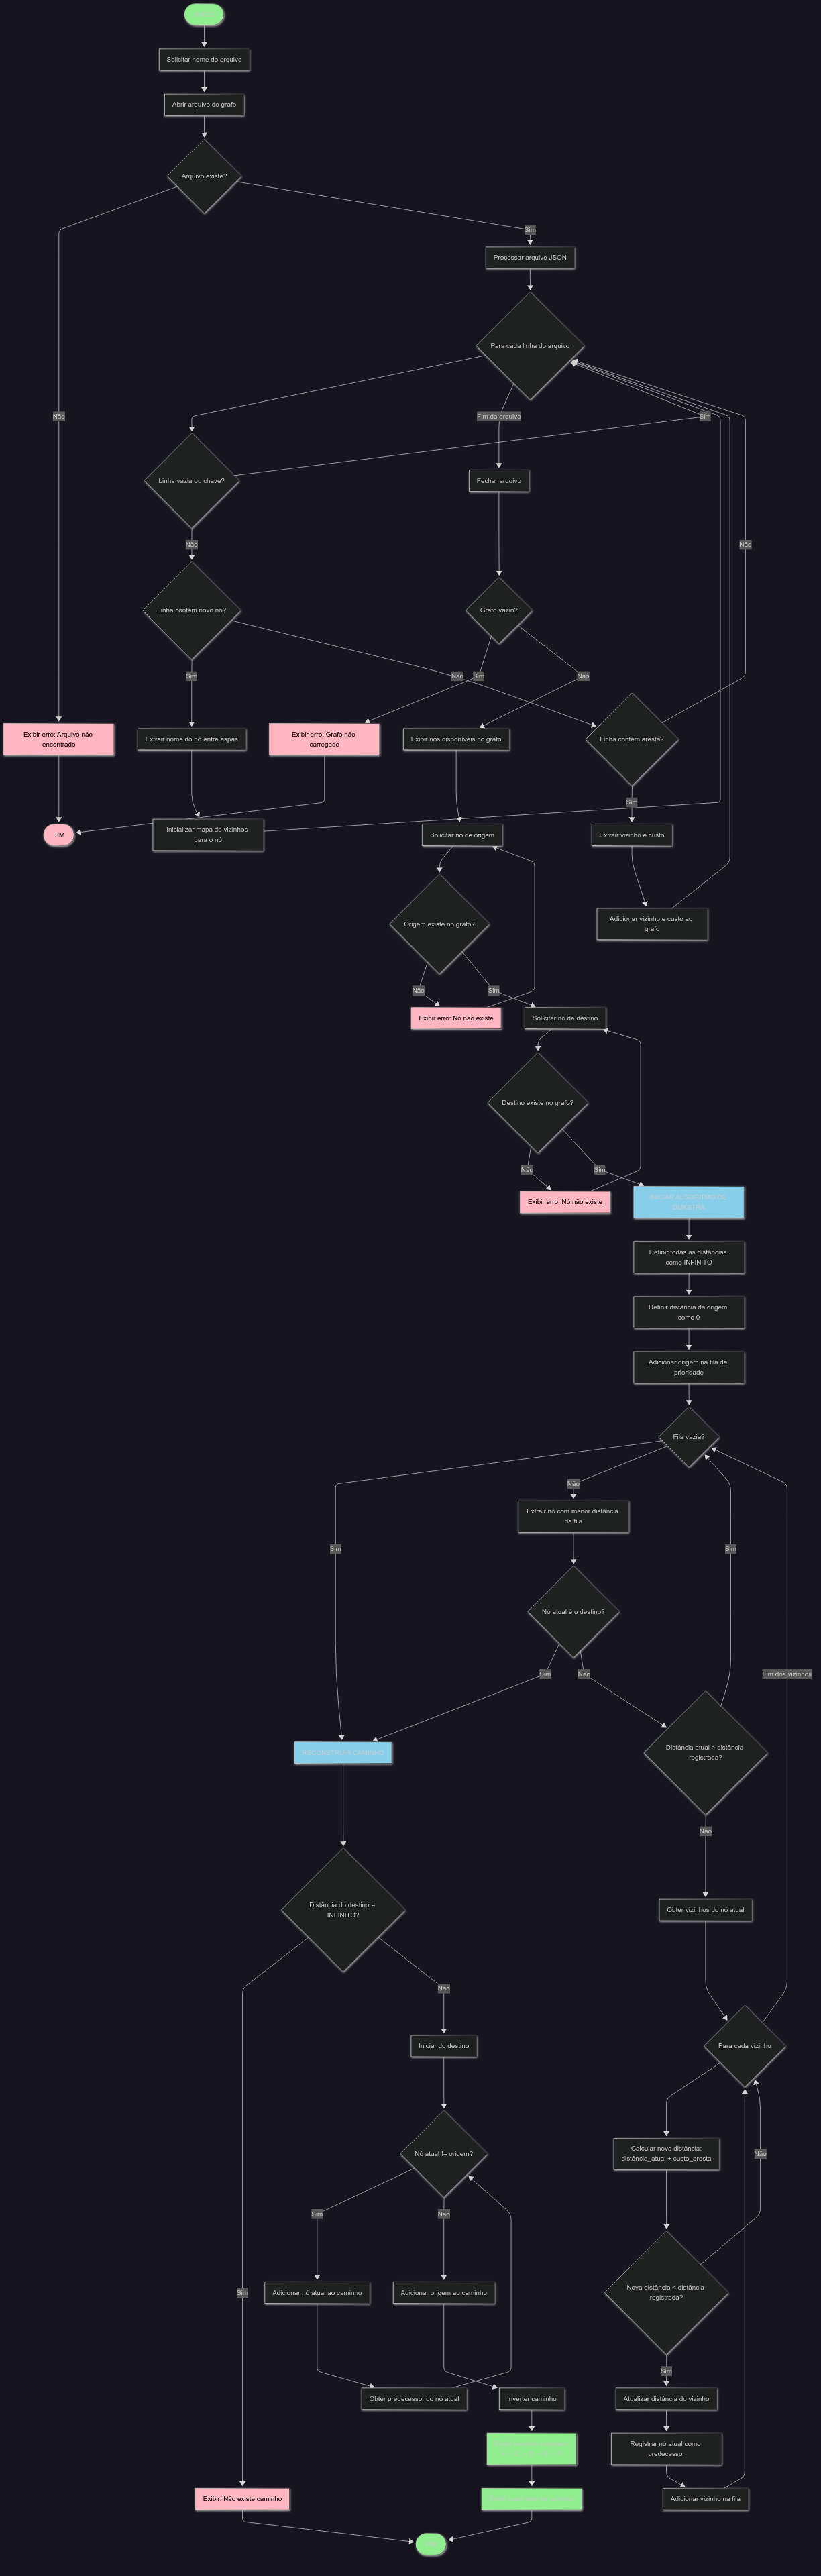 Solicitar nome do arquivo
Abrir arquivo do grafo
Arquivo existe?
Sim
Processar arquivo JSON
Para cada linha do arquivo
Não
Fim do arquivo
Sim
Linha vazia ou chave?
Fechar arquivo
Não
Não
Linha contém novo nó?
Grafo vazio?
Sim
Não
Sim
Não
Exibir erro: Arquivo não
encontrado
Extrair nome do nó entre aspas
Exibir erro: Grafo não
carregado
Exibir nós disponíveis no grafo
Linha contém aresta?
Sim
FIM
Inicializar mapa de vizinhos
para o nó
Solicitar nó de origem
Extrair vizinho e custo
Origem existe no grafo?
Adicionar vizinho e custo ao
grafo
Não
Sim
Exibir erro: Nó não existe
Solicitar nó de destino
Destino existe no grafo?
Não
Sim
Exibir erro: Nó não existe
Definir todas as distâncias
como INFINITO
Definir distância da origem
como 0
Adicionar origem na fila de
prioridade
Fila vazia?
Não
Extrair nó com menor distância
da fila
Sim
Sim
Nó atual é o destino?
Sim
Não
Fim dos vizinhos
Distância atual > distância
registrada?
Não
Distância do destino =
INFINITO?
Obter vizinhos do nó atual
Não
Iniciar do destino
Para cada vizinho
Nó atual != origem?
Calcular nova distância:
distância_atual + custo_aresta
Não
Sim
Não
Sim
Adicionar nó atual ao caminho
Adicionar origem ao caminho
Nova distância < distância
registrada?
Sim
Obter predecessor do nó atual
Inverter caminho
Atualizar distância do vizinho
Registrar nó atual como
predecessor
Exibir: Não existe caminho
Adicionar vizinho na fila